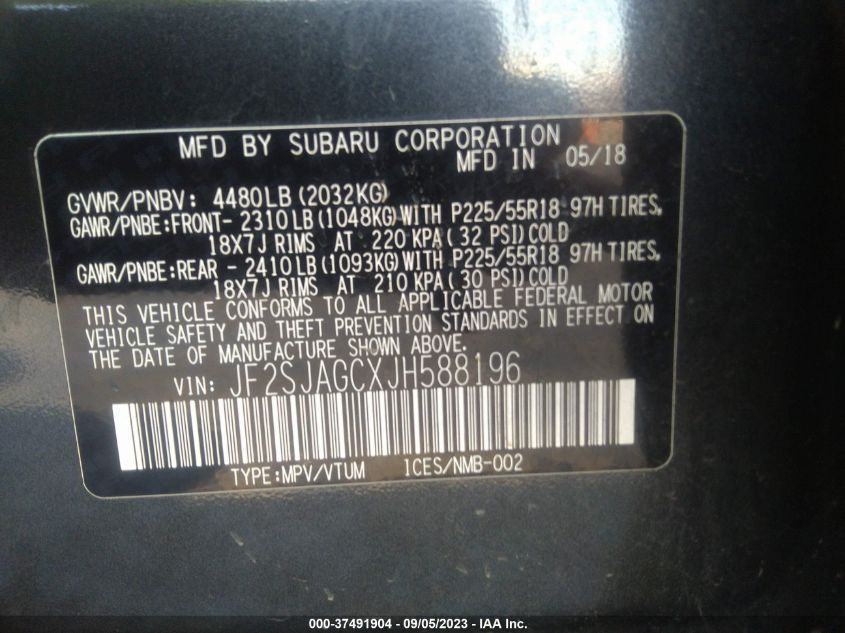 MFD BY SUBARU CORPORATION
MFD IN 05/18
GVWR/PNBV: 4480LB(2032KG)
GAWR/PNBE:FRONT- 2310LB(1048KG)WITH P225/55R18 97H TIRES,
18X7J RIMS AT 220 KPA( 32 PSI)COLD
GAWR/PNBE:REAR - 2410LB(1093KG)WITH P225/55R18 97H TIRES,
18X7J RIMS AT 210 KPA( 30 PSI)COLD
THIS VEHICLE CONFORMS TO ALL APPLICABLE FEDERAL MOTOR
VEHICLE SAFETY AND THEFT PREVENTION STANDARDS IN EFFECT ON
THE DATE OF MANUFACTURE SHOWN ABOVE.
VIN: JF2SJAGCXJH588196
TYPE:MPV/VTUM ICES/NMB-002
000-37491904 - 09/05/2023 - IAA Inc.